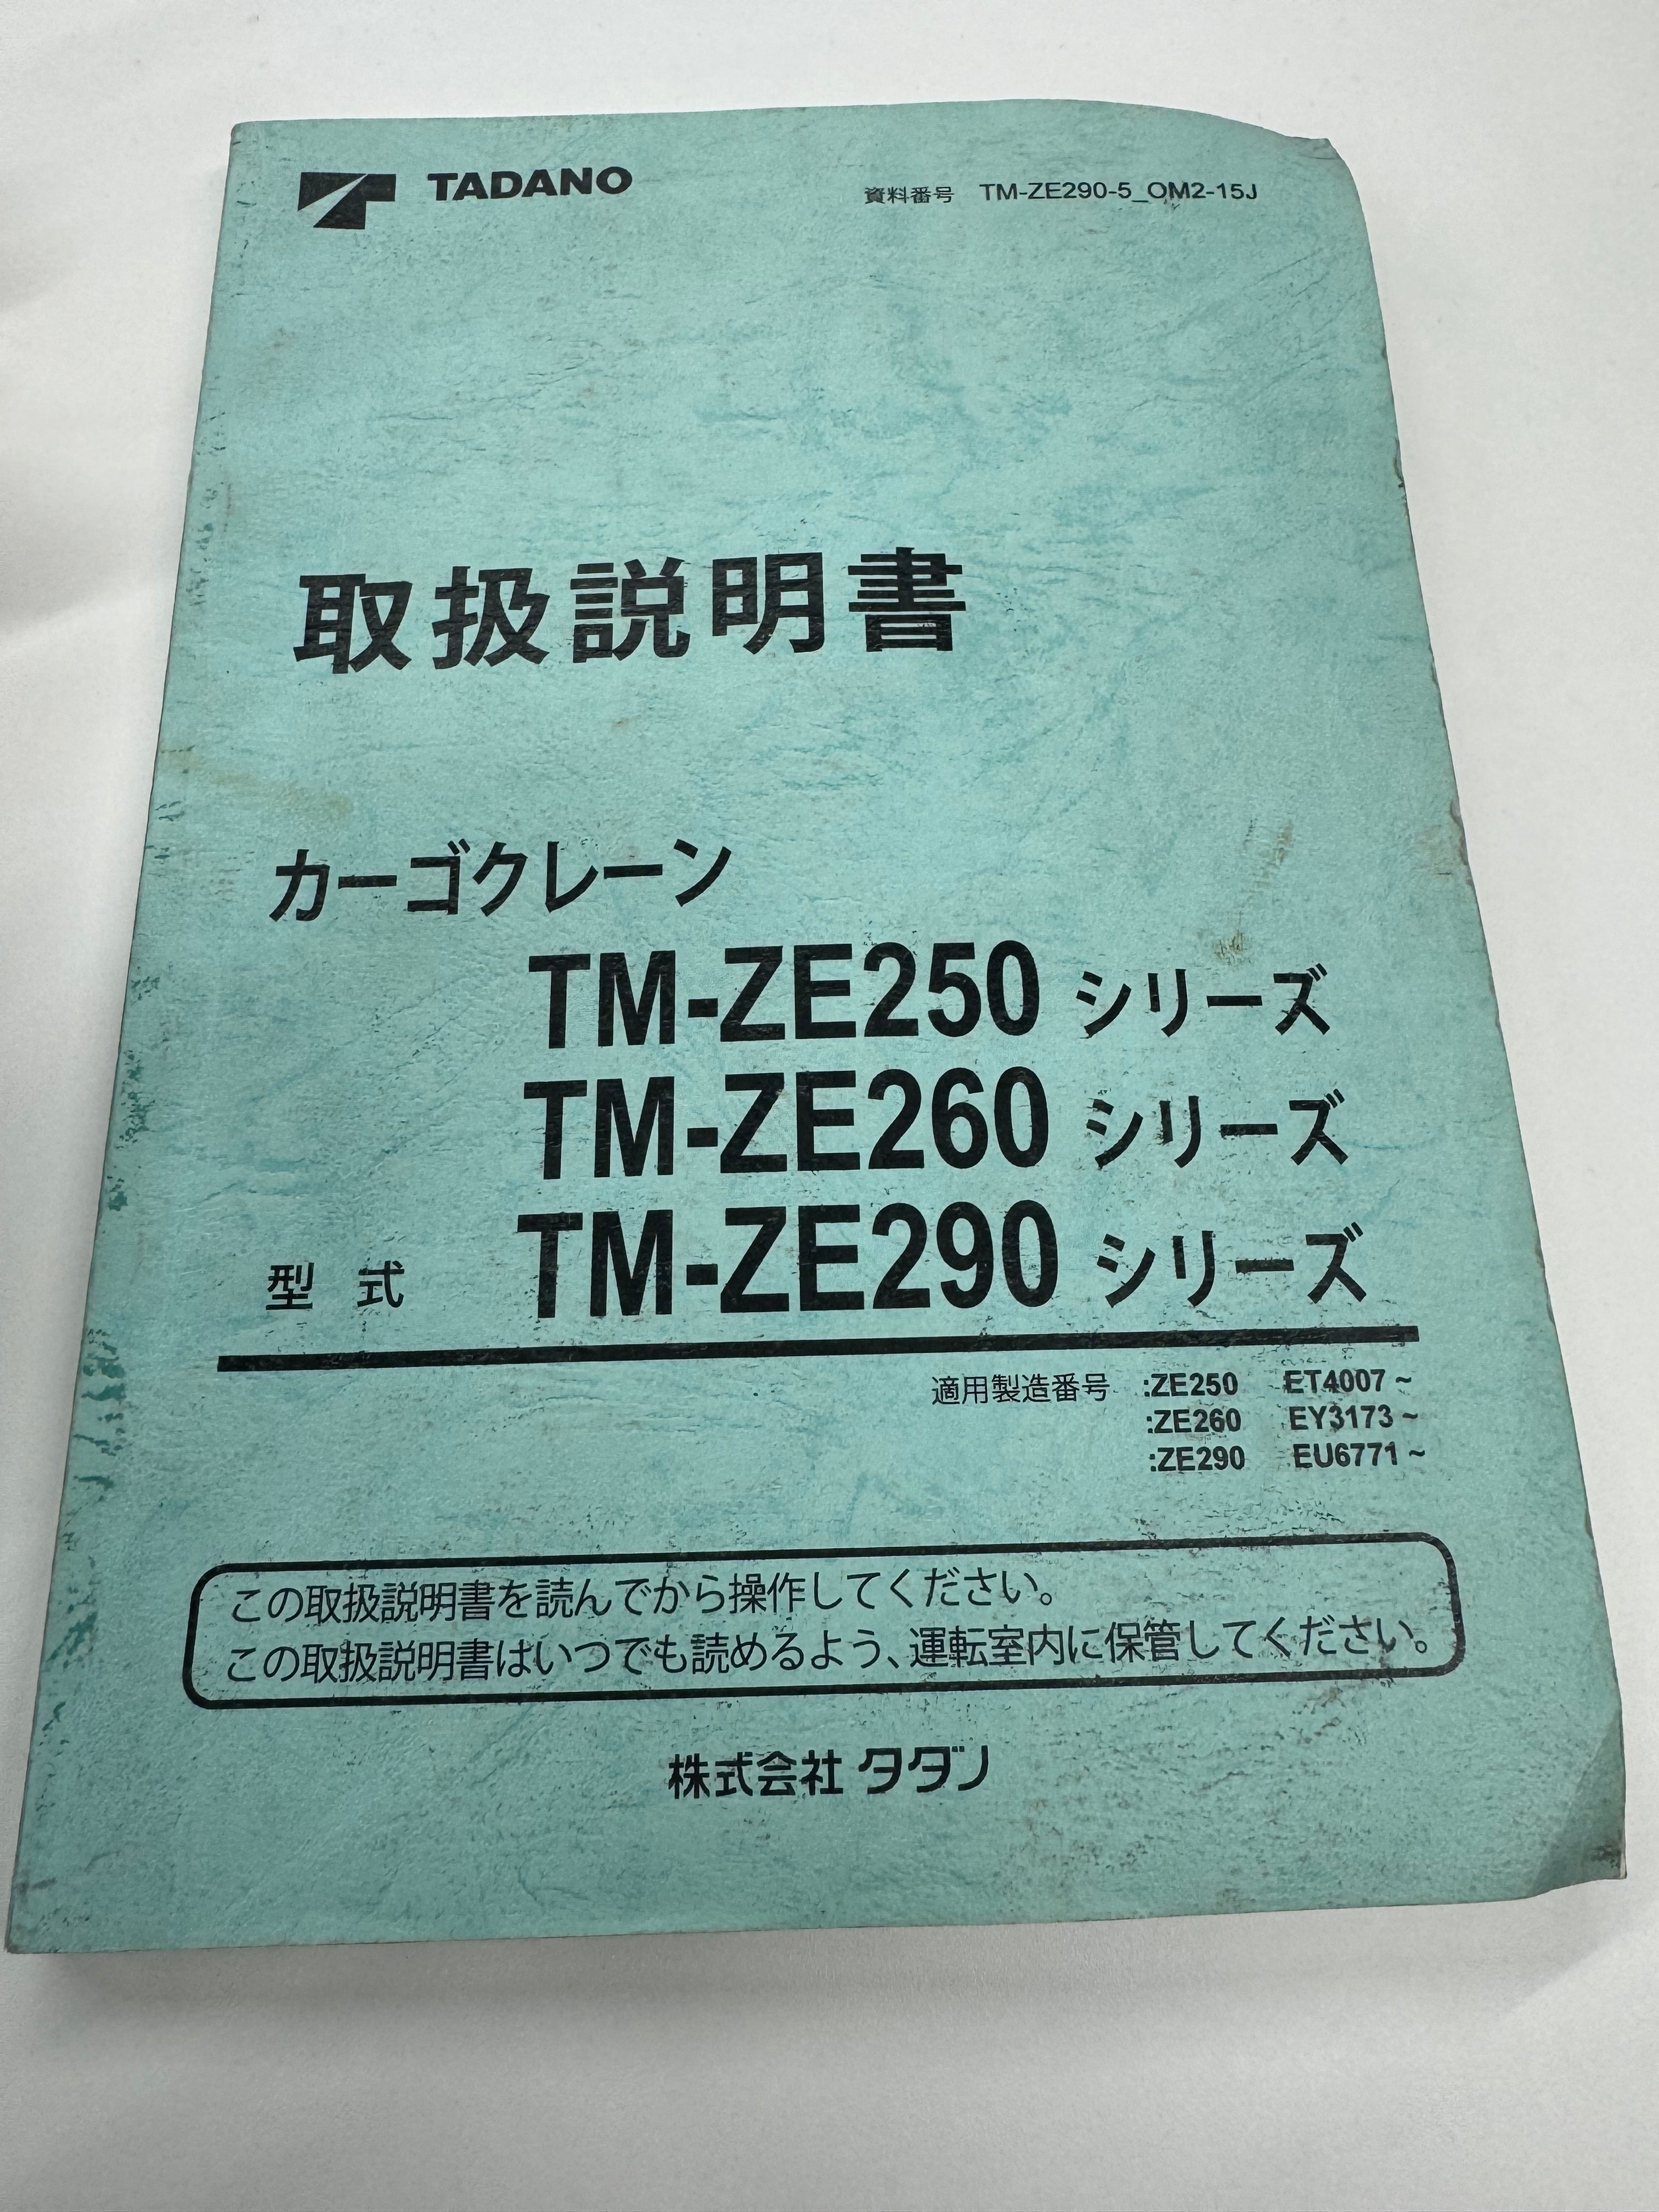 TADANO
資料番号 TM-ZE290-5_OM2-15J
取扱説明書
カーゴクレーン
TM-ZE250 シリーズ
TM-ZE260 シリーズ
型式 TM-ZE290 シリーズ
適用製造番号 :ZE250 ET4007～
:ZE260 EY3173～
:ZE290 EU6771～
この取扱説明書を読んでから操作してください。
この取扱説明書はいつでも読めるよう、運転室内に保管してください。
株式会社 タダノ